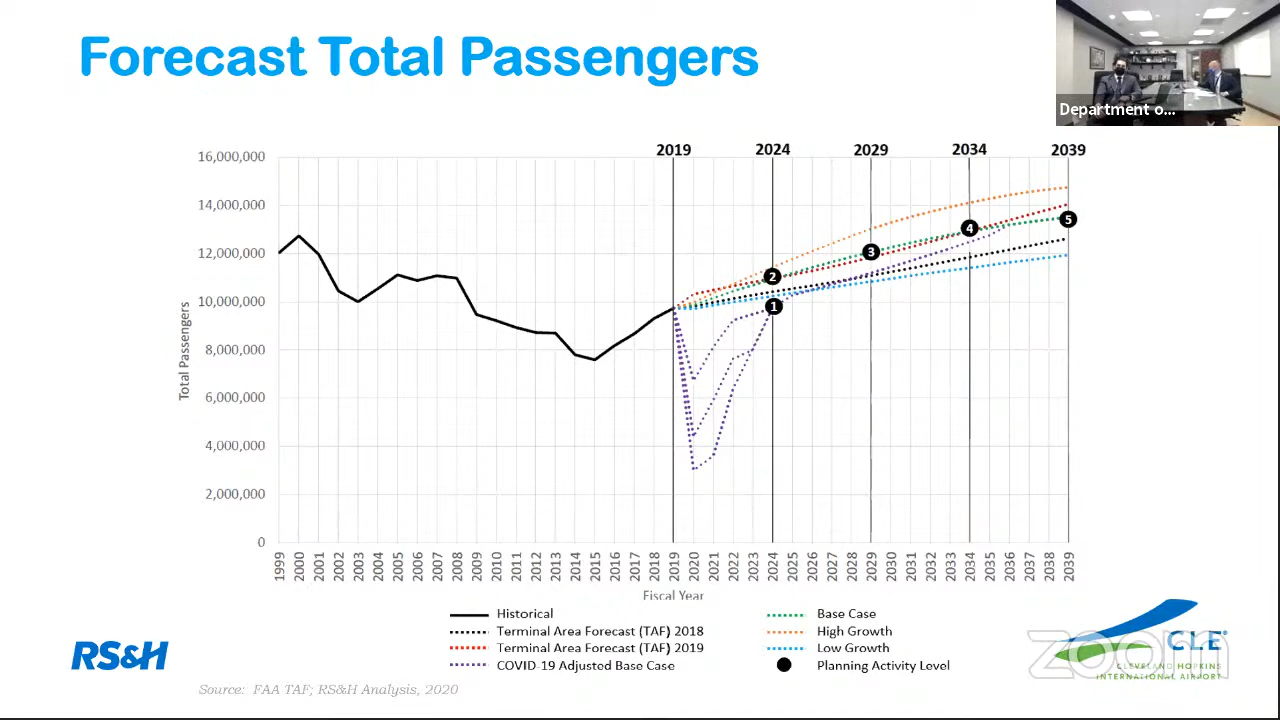 Forecast Total Passengers
Department o...
2019 2024 2029 2034 2039
16,000,000
14,000,000
12,000,000
10,000,000
8,000,000
6,000,000
4,000,000
2,000,000
0
Total Passengers
1
2
3
4
5
1999 2000 2001 2002 2003 2004 2005 2006 2007 2008 2009 2010 2011 2012 2013 2014 2015 2016 2017 2018 2019 2020 2021 2022 2023 2024 2025 2026 2027 2028 2029 2030 2031 2032 2033 2034 2035 2036 2037 2038 2039
Fiscal Year
Historical
Terminal Area Forecast (TAF) 2018
Terminal Area Forecast (TAF) 2019
COVID-19 Adjusted Base Case
Base Case
High Growth
Low Growth
Planning Activity Level
RS&H
Source: FAA TAF; RS&H Analysis, 2020
zoom
CLE
CLEVELAND HOPKINS
INTERNATIONAL AIRPORT